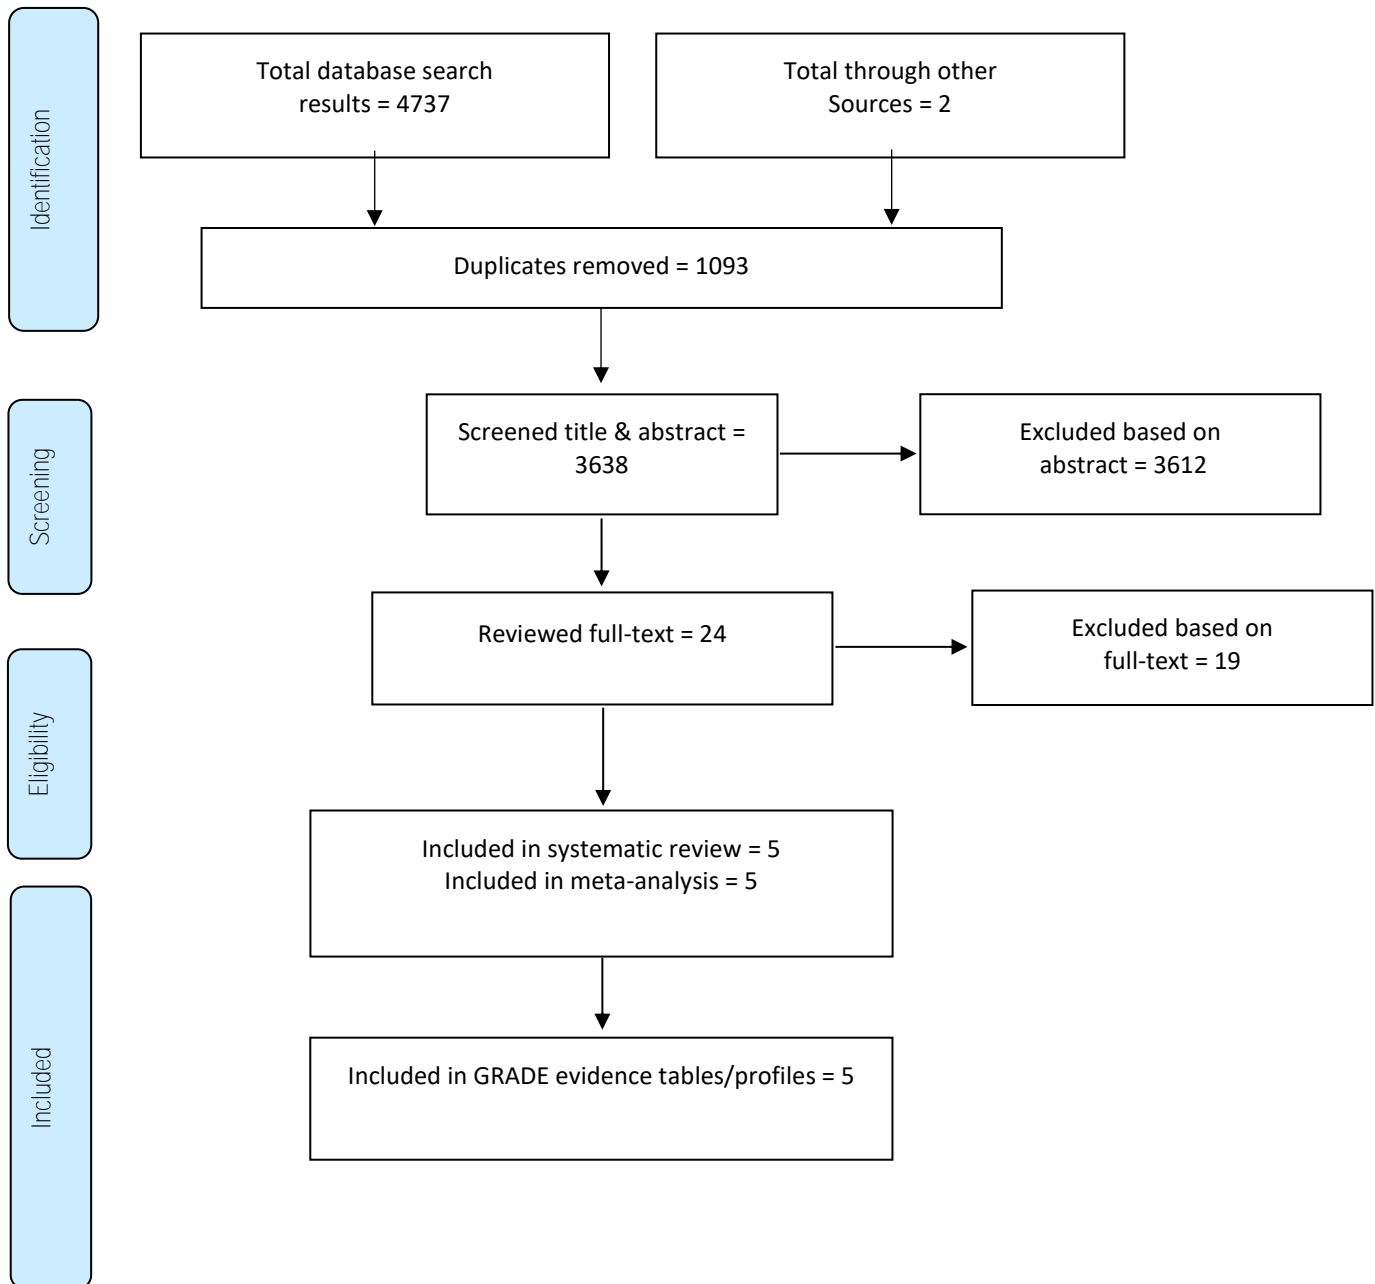 Identification
Total database search
results = 4737
Total through other
Sources = 2
Duplicates removed = 1093
Screening
Screened title & abstract =
3638
Excluded based on
abstract = 3612
Reviewed full-text = 24
Excluded based on
full-text = 19
Eligibility
Included in systematic review = 5
Included in meta-analysis = 5
Included
Included in GRADE evidence tables/profiles = 5